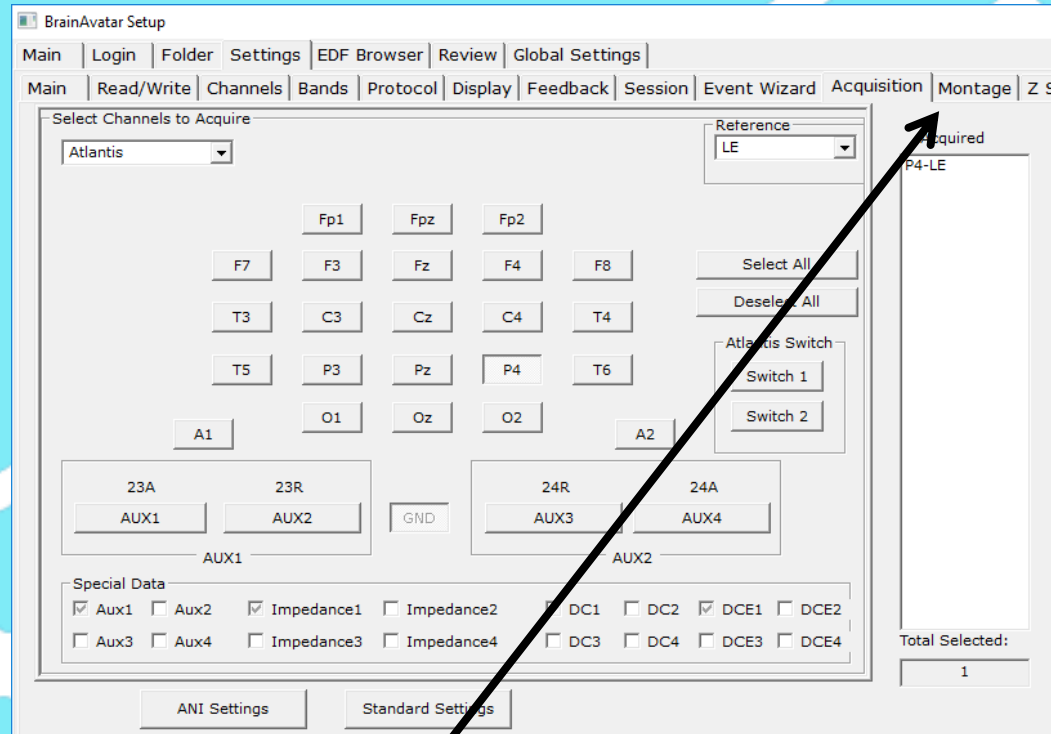 BrainAvatar Setup
Main Login Folder Settings EDF Browser Review Global Settings
Main Read/Write Channels Bands Protocol Display Feedback Session Event Wizard Acquisition Montage Z S
Select Channels to Acquire
Reference
Atlantis
LE
Acquired
P4-LE
Fp1 Fpz Fp2
F7 F3 Fz F4 F8
Select All
T3 C3 Cz C4 T4
Deselect All
Atlantis Switch
T5 P3 Pz P4 T6
Switch 1
O1 Oz O2
Switch 2
A1 A2
23A 23R 24R 24A
AUX1 AUX2 GND AUX3 AUX4
AUX1 AUX2
Special Data
Aux1 Aux2 Impedance1 Impedance2 DC1 DC2 DCE1 DCE2
Aux3 Aux4 Impedance3 Impedance4 DC3 DC4 DCE3 DCE4
Total Selected:
1
ANI Settings Standard Settings